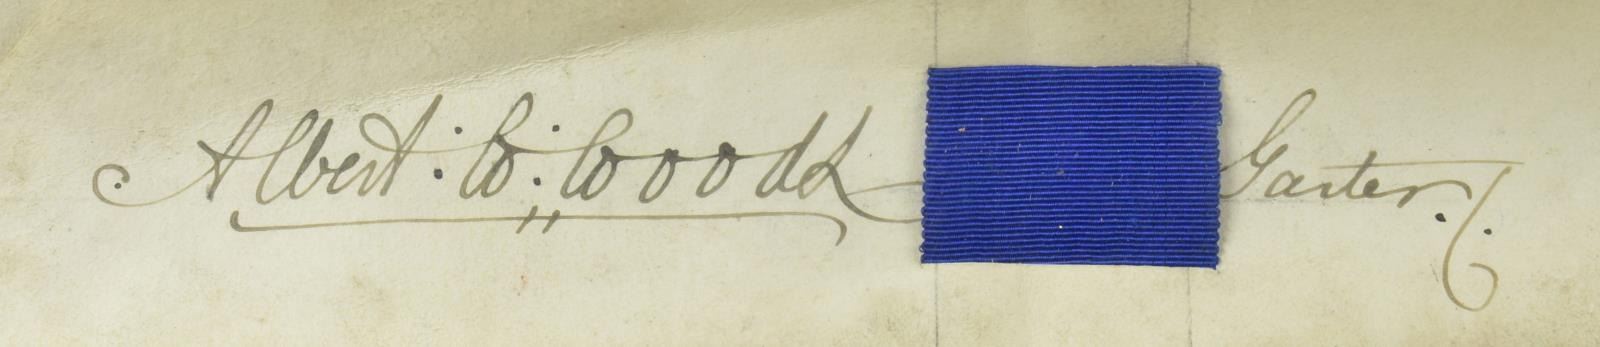 Albert : W : Woods Garter.